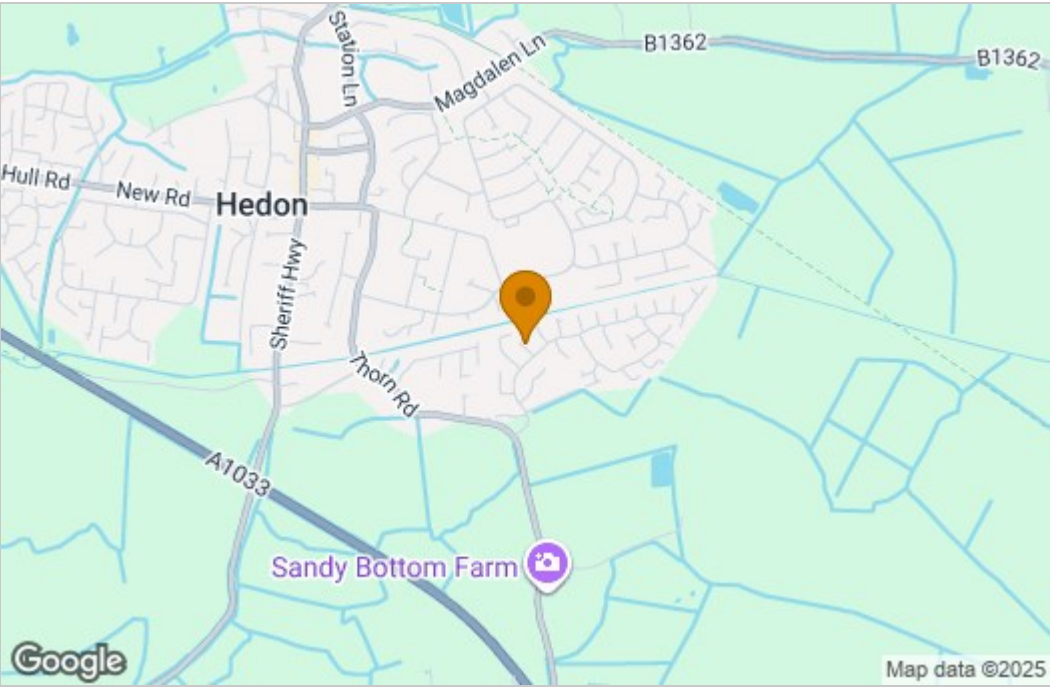 Station Ln
Magdalen Ln
B1362
B1362
Hull Rd
New Rd
Hedon
Sheriff Hwy
Thorn Rd
A1033
Sandy Bottom Farm
Google
Map data ©2025